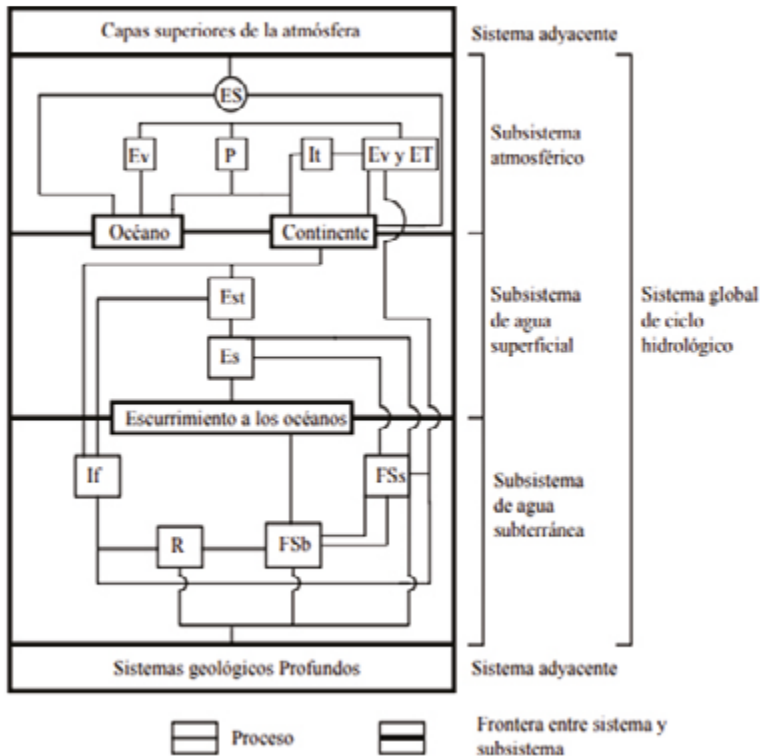 Capas superiores de la atmósfera
Sistema adyacente
ES
Ev
P
It
Ev y ET
Subsistema
atmosférico
Océano
Continente
Est
Es
Subsistema
de agua
superficial
Sistema global
de ciclo
hidrológico
Escurrimiento a los océanos
If
FSs
R
FSb
Subsistema
de agua
subterránea
Sistemas geológicos Profundos
Sistema adyacente
Proceso
Frontera entre sistema y
subsistema